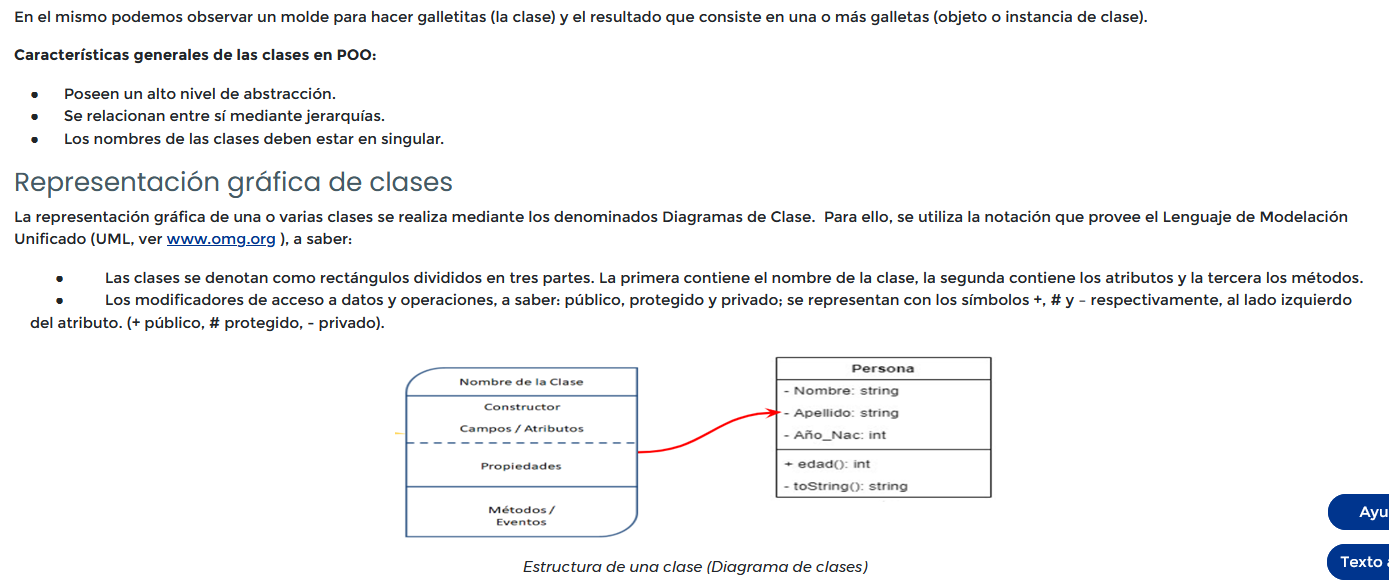 En el mismo podemos observar un molde para hacer galletitas (la clase) y el resultado que consiste en una o más galletas (objeto o instancia de clase).
Características generales de las clases en POO:
• Poseen un alto nivel de abstracción.
• Se relacionan entre sí mediante jerarquías.
• Los nombres de las clases deben estar en singular.
Representación gráfica de clases
La representación gráfica de una o varias clases se realiza mediante los denominados Diagramas de Clase. Para ello, se utiliza la notación que provee el Lenguaje de Modelación
Unificado (UML, ver www.omg.org ), a saber:
• Las clases se denotan como rectángulos divididos en tres partes. La primera contiene el nombre de la clase, la segunda contiene los atributos y la tercera los métodos.
• Los modificadores de acceso a datos y operaciones, a saber: público, protegido y privado; se representan con los símbolos +, # y – respectivamente, al lado izquierdo
del atributo. (+ público, # protegido, - privado).
Nombre de la Clase
Constructor
Campos / Atributos
Propiedades
Métodos /
Eventos
Persona
- Nombre: string
- Apellido: string
- Año_Nac: int
+ edad(): int
- toString(): string
Estructura de una clase (Diagrama de clases)
Ayu
Texto